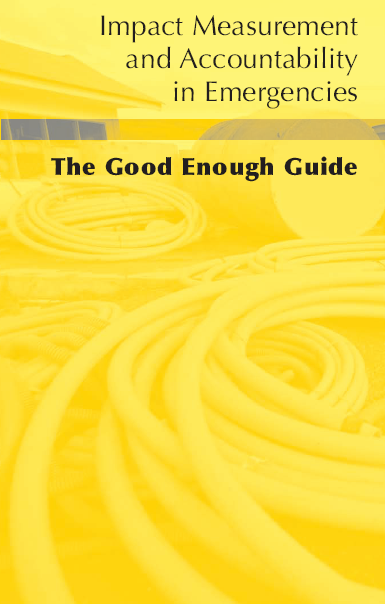 Impact Measurement
and Accountability
in Emergencies
The Good Enough Guide